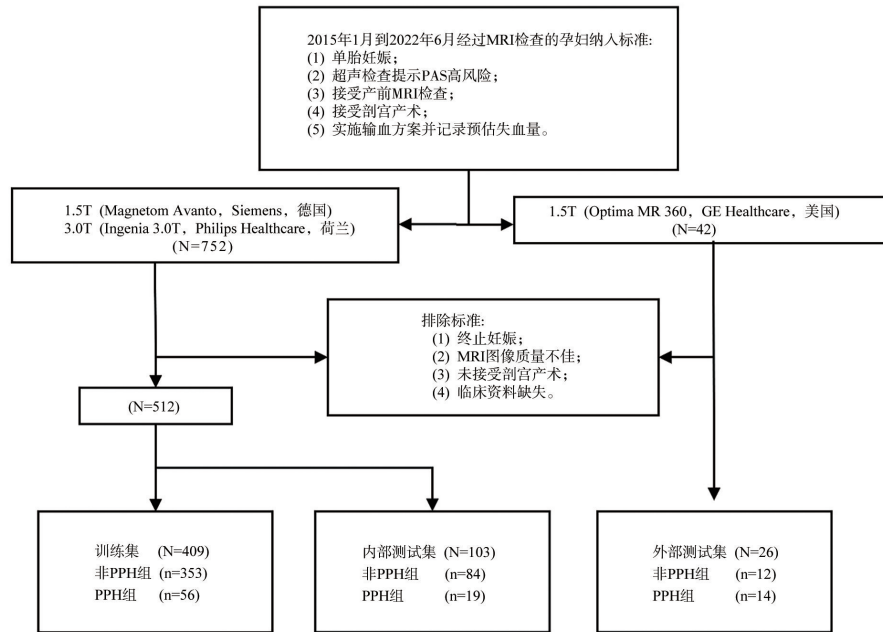 2015年1月到2022年6月经过MRI检查的孕妇纳入标准:
(1) 单胎妊娠；
(2) 超声检查提示PAS高风险；
(3) 接受产前MRI检查；
(4) 接受剖宫产术；
(5) 实施输血方案并记录预估失血量。
1.5T (Magnetom Avanto，Siemens，德国)
3.0T (Ingenia 3.0T，Philips Healthcare，荷兰)
(N=752)
1.5T (Optima MR 360，GE Healthcare，美国)
(N=42)
排除标准:
(1) 终止妊娠；
(2) MRI图像质量不佳；
(3) 未接受剖宫产术；
(4) 临床资料缺失。
(N=512)
训练集 (N=409)
非PPH组 (n=353)
PPH组 (n=56)
内部测试集 (N=103)
非PPH组 (n=84)
PPH组 (n=19)
外部测试集 (N=26)
非PPH组 (n=12)
PPH组 (n=14)